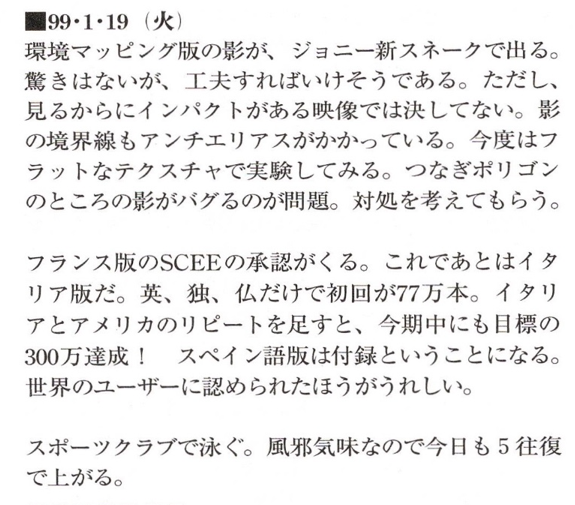 ■99・1・19（火）
環境マッピング版の影が、ジョニー新スネークで出る。
驚きはないが、工夫すればいけそうである。ただし、
見るからにインパクトがある映像では決してない。影
の境界線もアンチエリアスがかかっている。今度はフ
ラットなテクスチャで実験してみる。つなぎポリゴン
のところの影がバグるのが問題。対処を考えてもらう。
フランス版のSCEEの承認がくる。これであとはイタ
リア版だ。英、独、仏だけで初回が77万本。イタリ
アとアメリカのリピートを足すと、今期中にも目標の
300万達成！　スペイン語版は付録ということになる。
世界のユーザーに認められたほうがうれしい。
スポーツクラブで泳ぐ。風邪気味なので今日も５往復
で上がる。